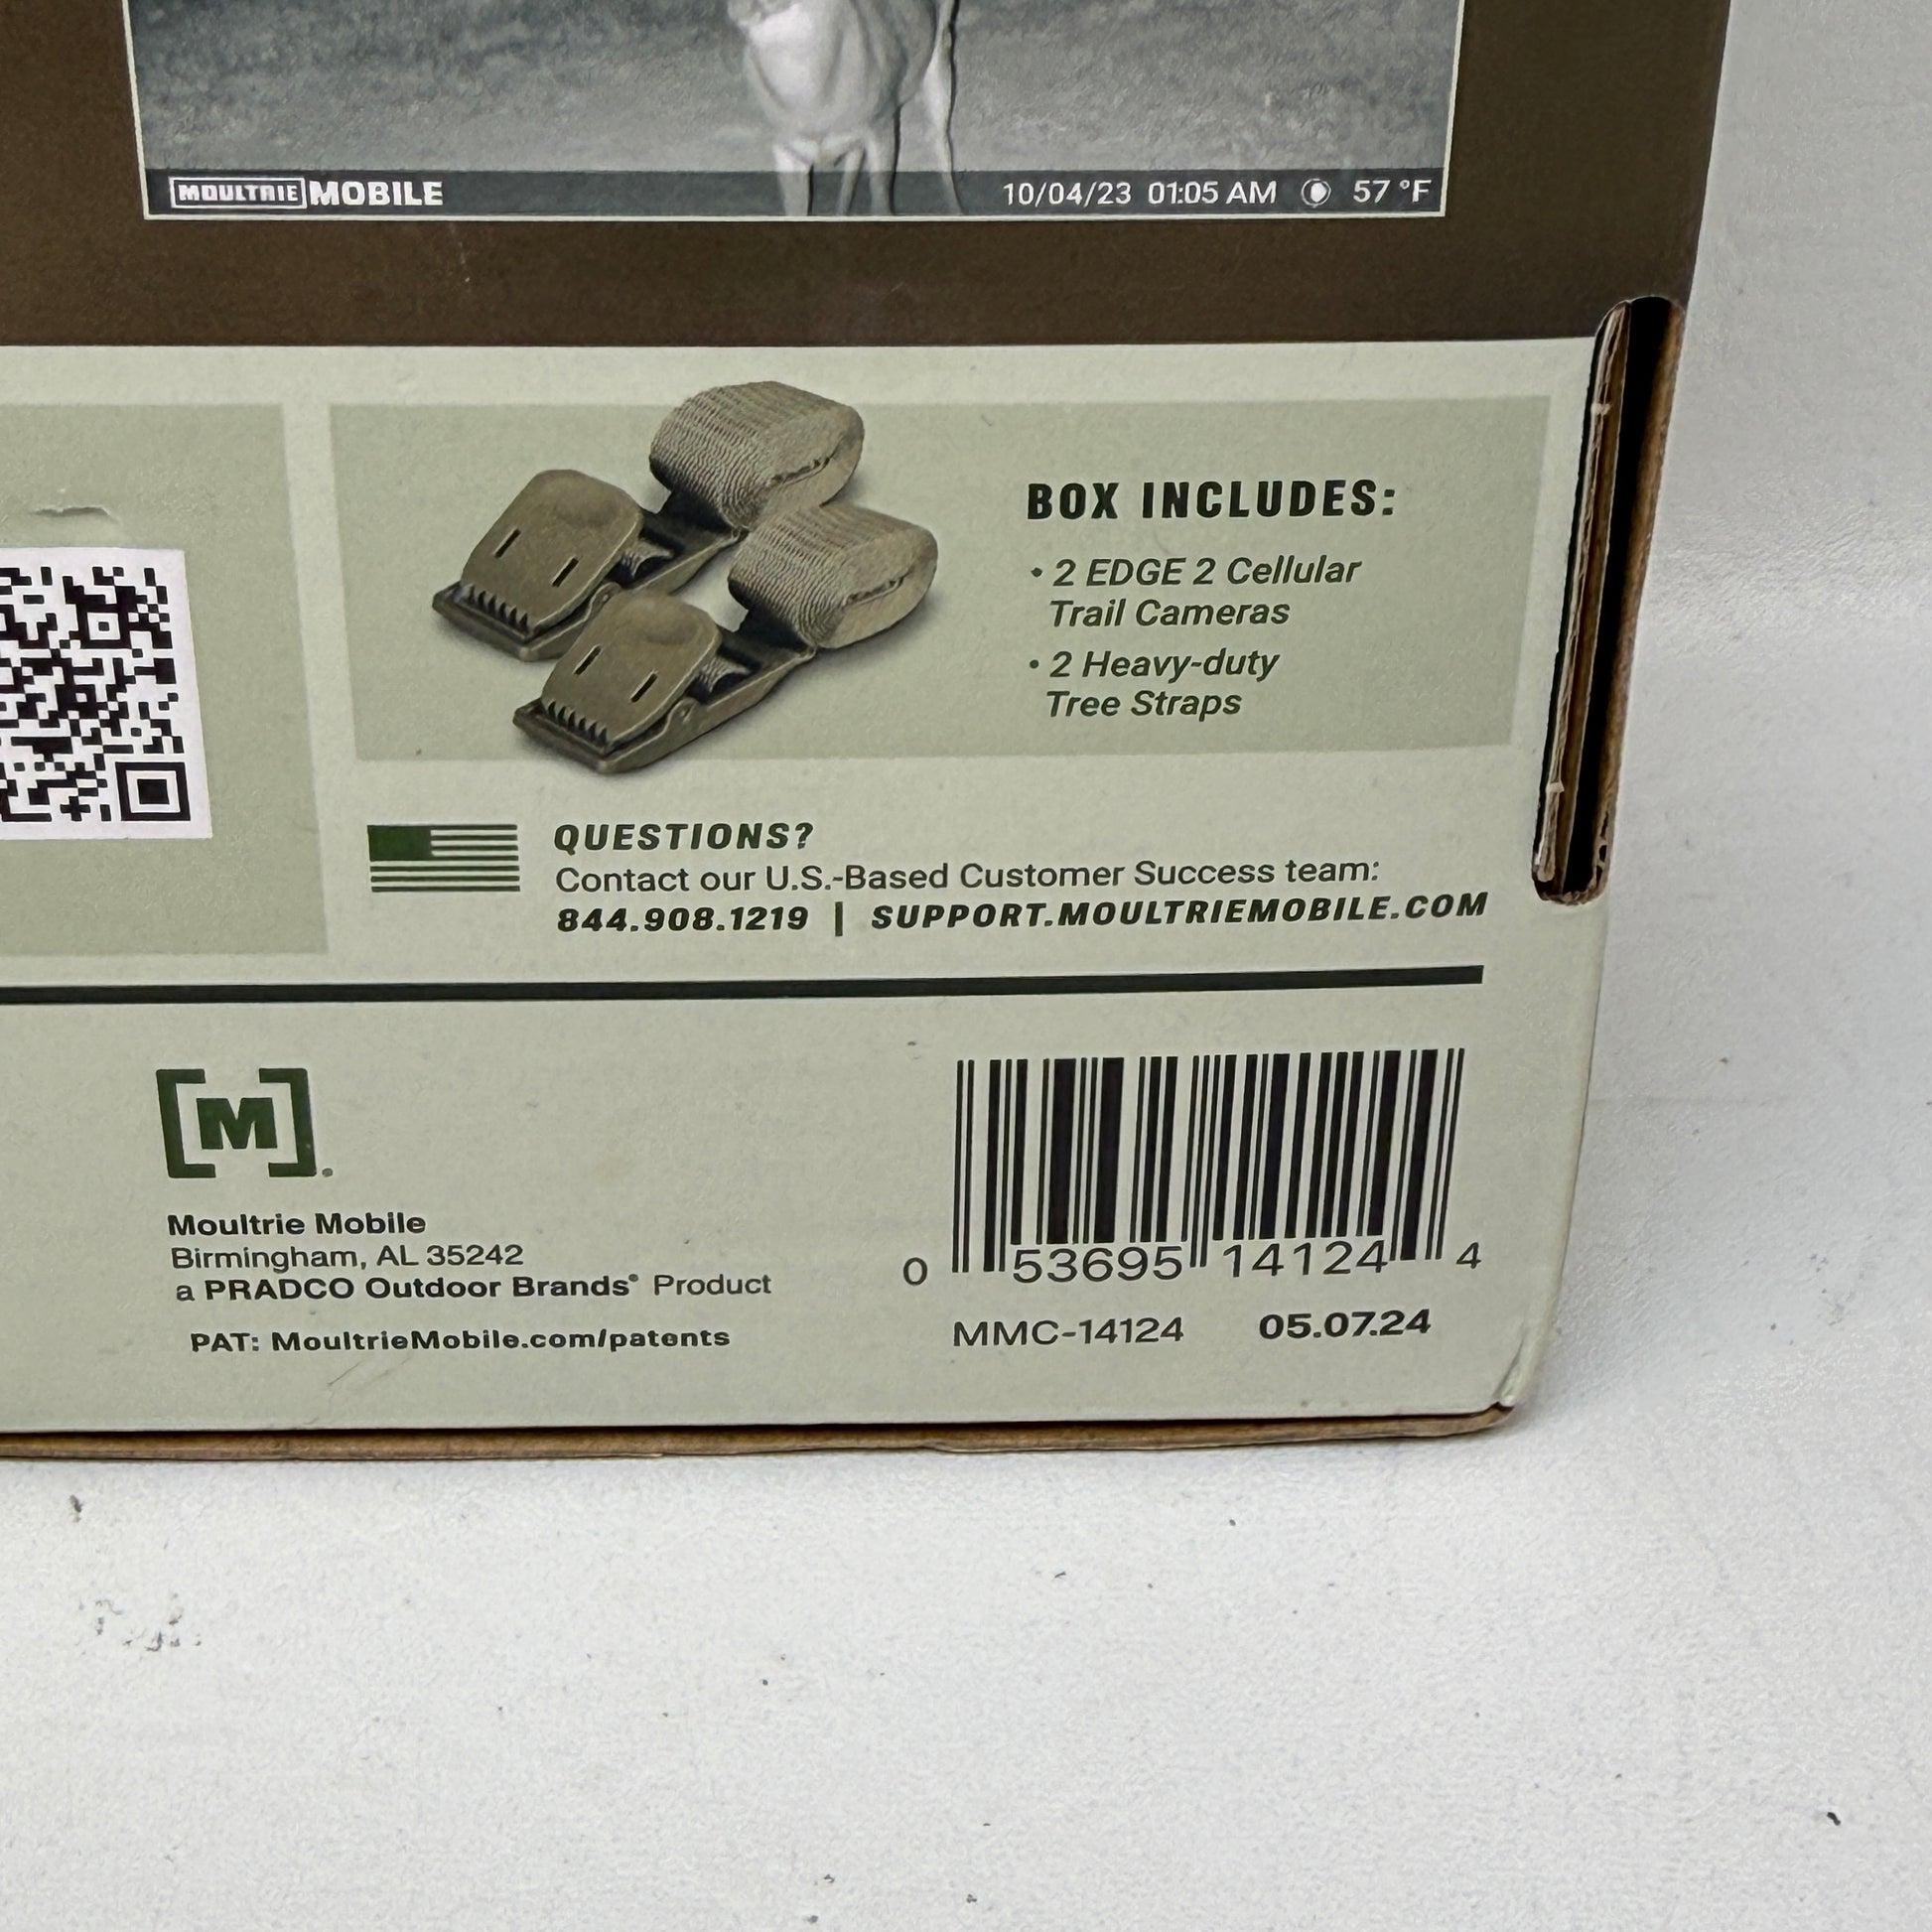 MOULTRIE MOBILE
10/04/23 01:05 AM 57 °F
BOX INCLUDES:
• 2 EDGE 2 Cellular
Trail Cameras
• 2 Heavy-duty
Tree Straps
QUESTIONS?
Contact our U.S.-Based Customer Success team:
844.908.1219 | SUPPORT.MOULTRIEMOBILE.COM
[M]
Moultrie Mobile
Birmingham, AL 35242
a PRADCO Outdoor Brands® Product
PAT: MoultrieMobile.com/patents
0 53695 14124 4
MMC-14124 05.07.24